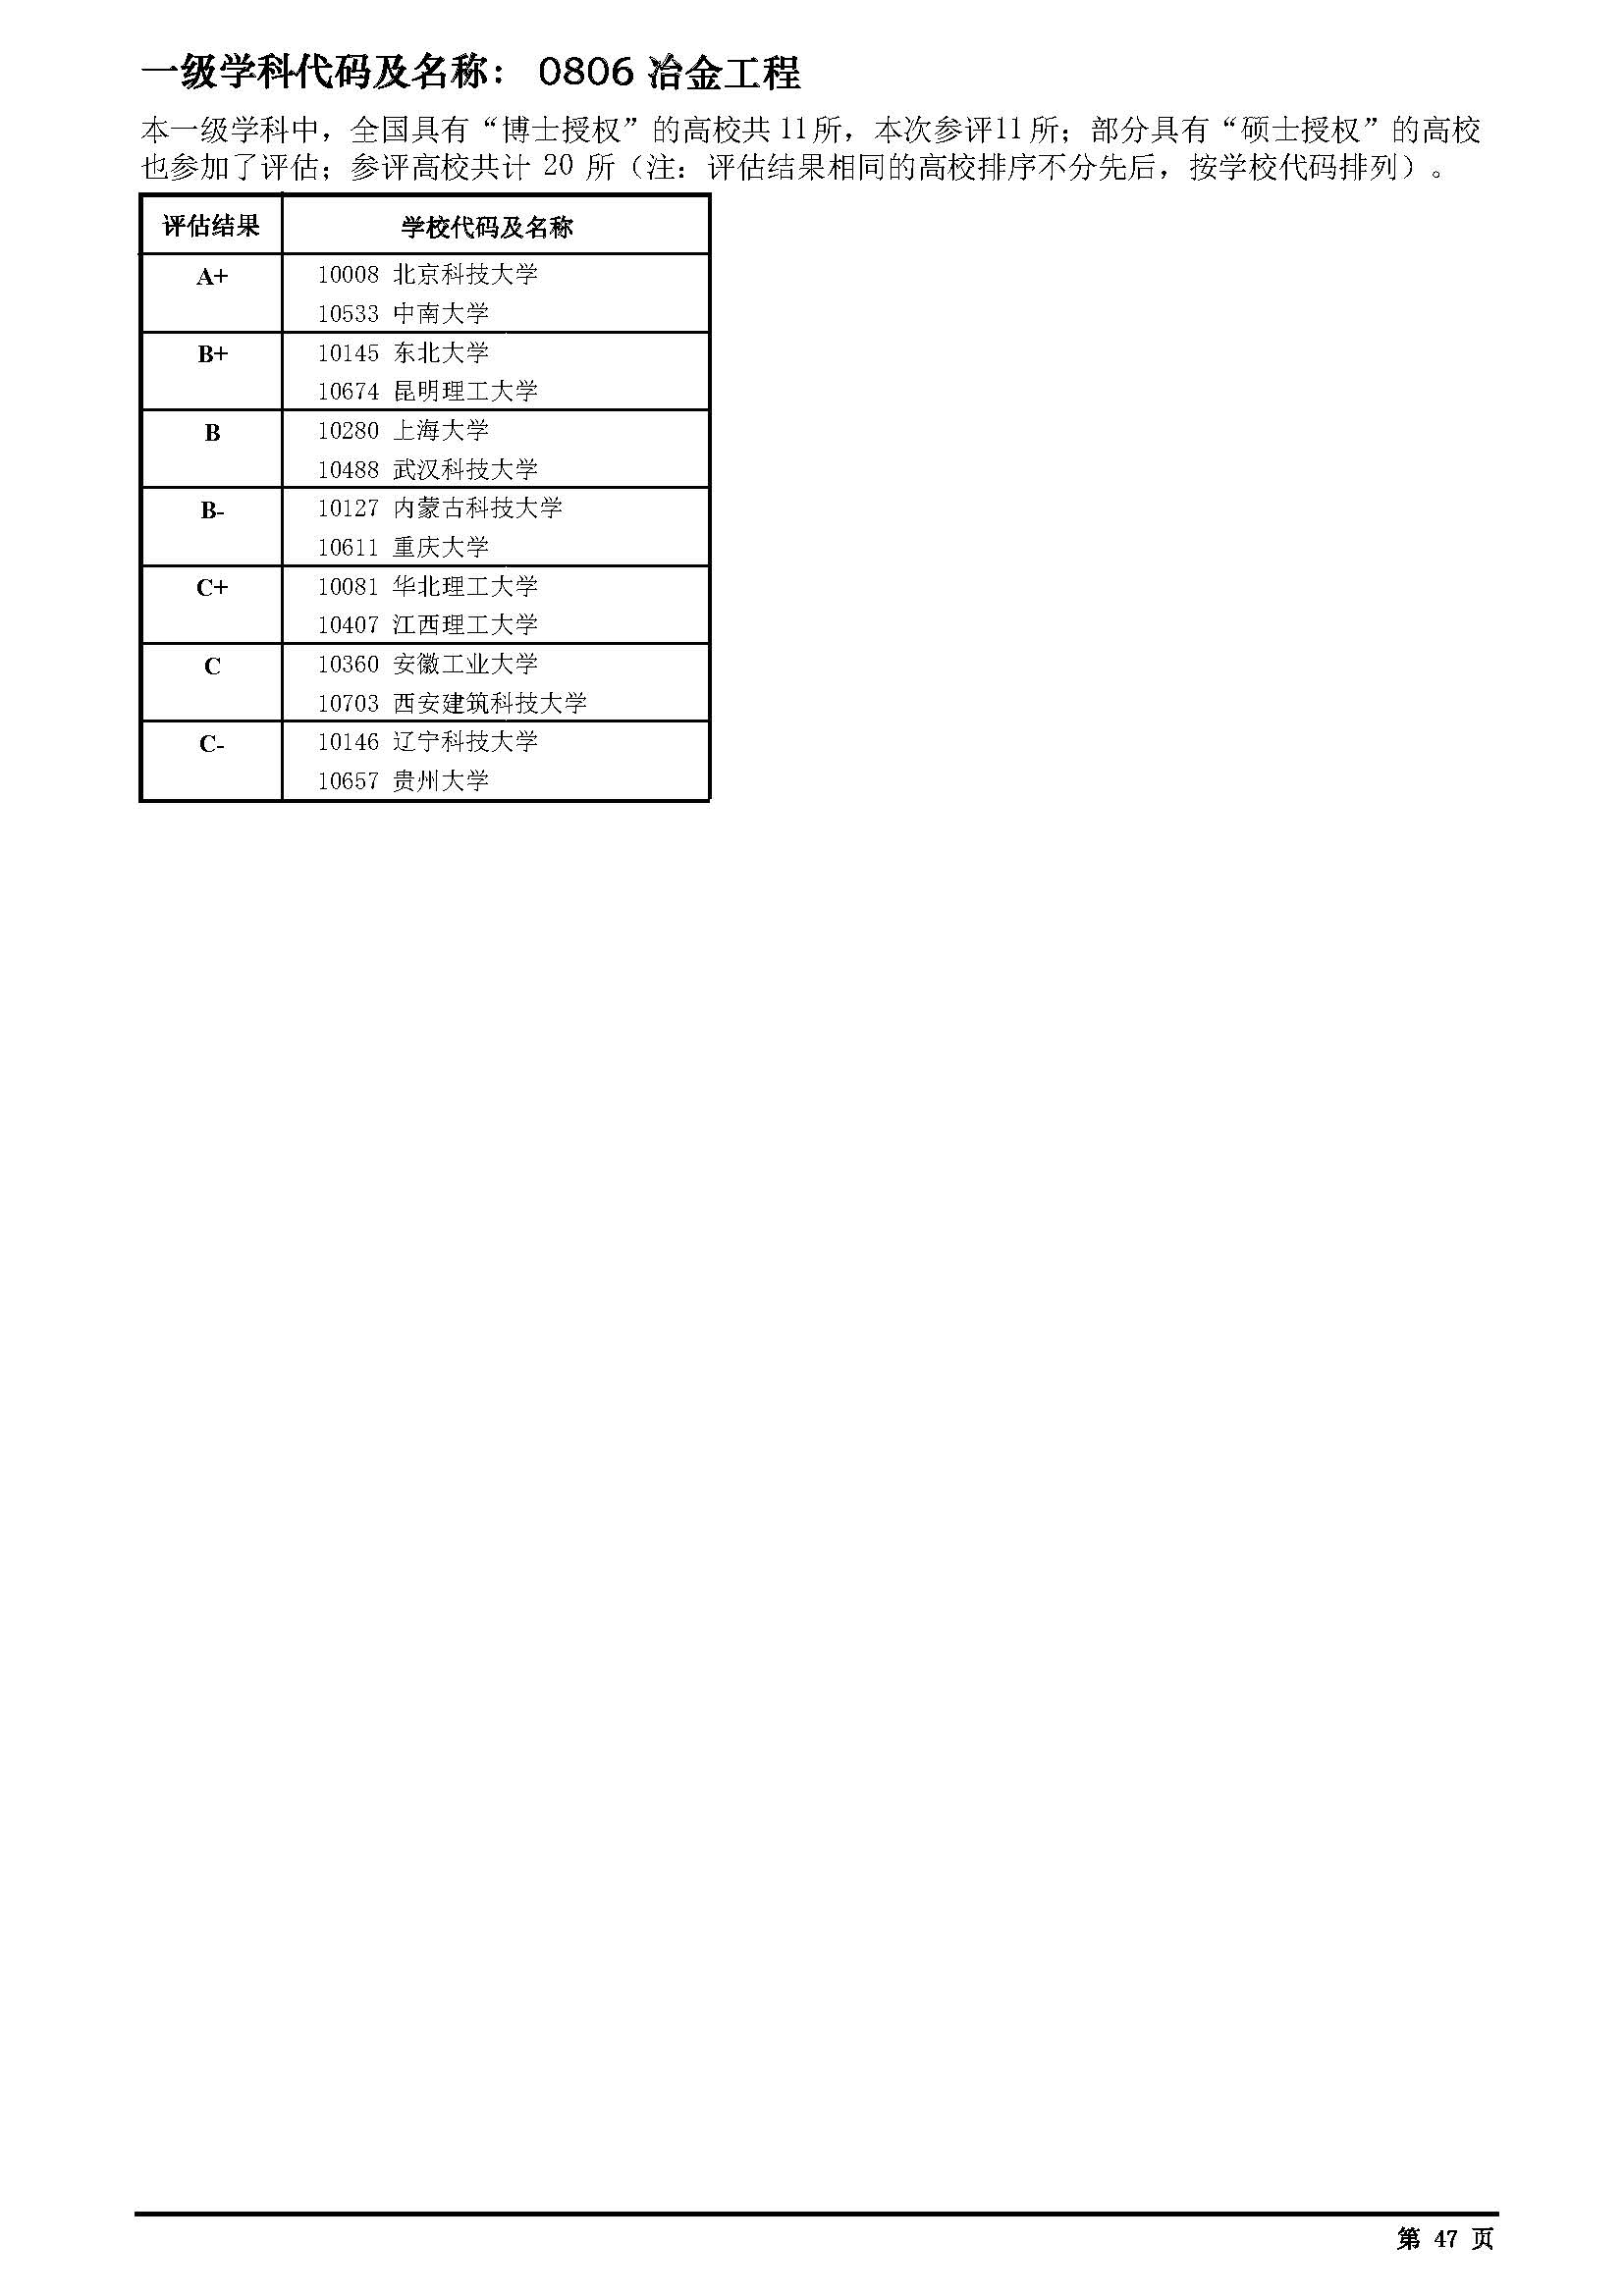 一级学科代码及名称： 0806 冶金工程
本一级学科中，全国具有“博士授权”的高校共 11所，本次参评11 所；部分具有“硕士授权”的高校
也参加了评估；参评高校共计 20 所（注：评估结果相同的高校排序不分先后，按学校代码排列）。
评估结果 学校代码及名称
A+ 10008 北京科技大学
10533 中南大学
B+ 10145 东北大学
10674 昆明理工大学
B 10280 上海大学
10488 武汉科技大学
B- 10127 内蒙古科技大学
10611 重庆大学
C+ 10081 华北理工大学
10407 江西理工大学
C 10360 安徽工业大学
10703 西安建筑科技大学
C- 10146 辽宁科技大学
10657 贵州大学
第 47 页